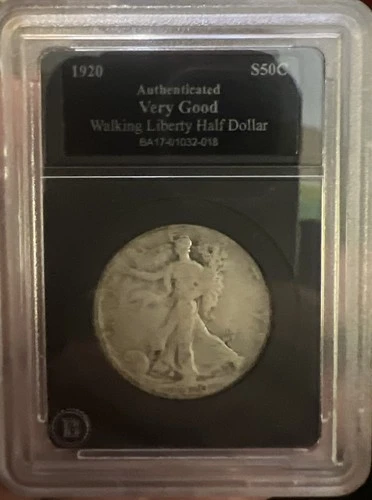 1920 S50C
Authenticated
Very Good
Walking Liberty Half Dollar
BA17-01032-018
B